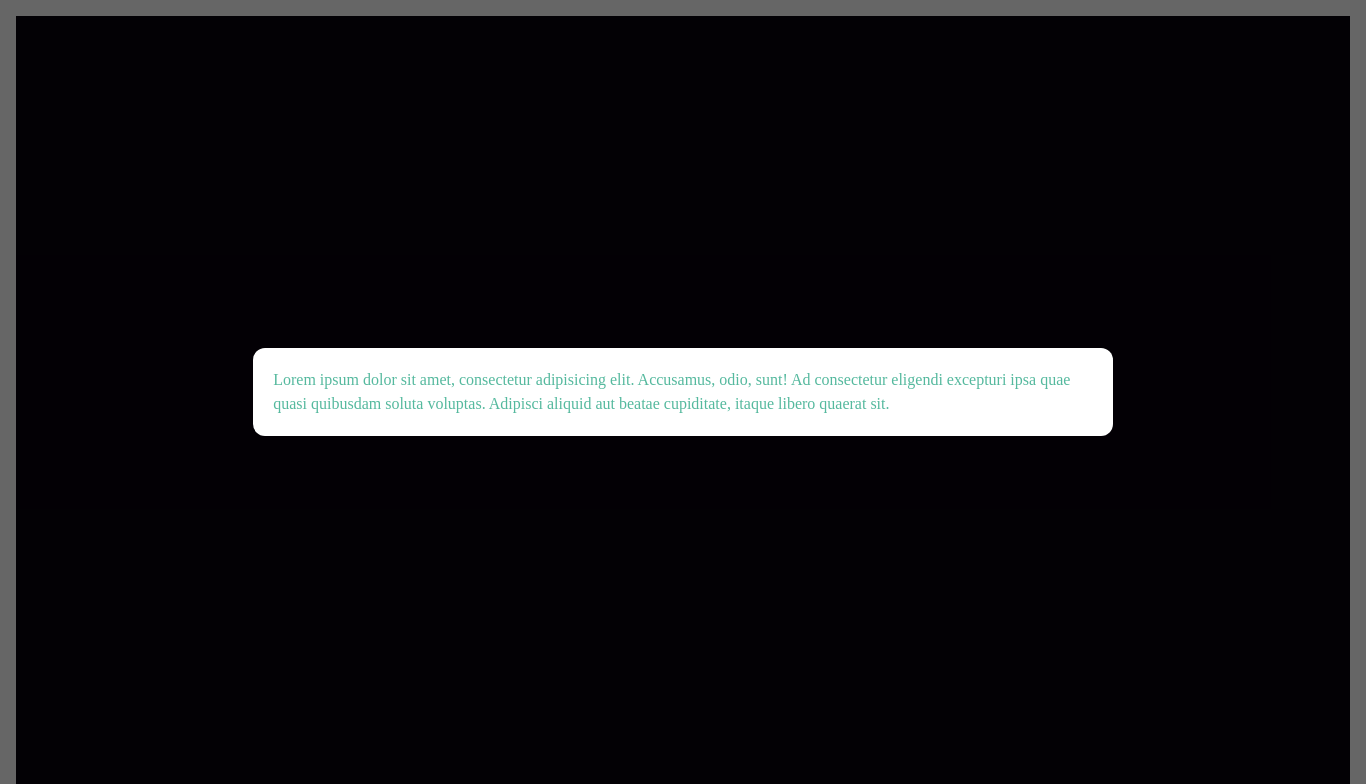 Lorem ipsum dolor sit amet, consectetur adipisicing elit. Accusamus, odio, sunt! Ad consectetur eligendi excepturi ipsa quae
quasi quibusdam soluta voluptas. Adipisci aliquid aut beatae cupiditate, itaque libero quaerat sit.